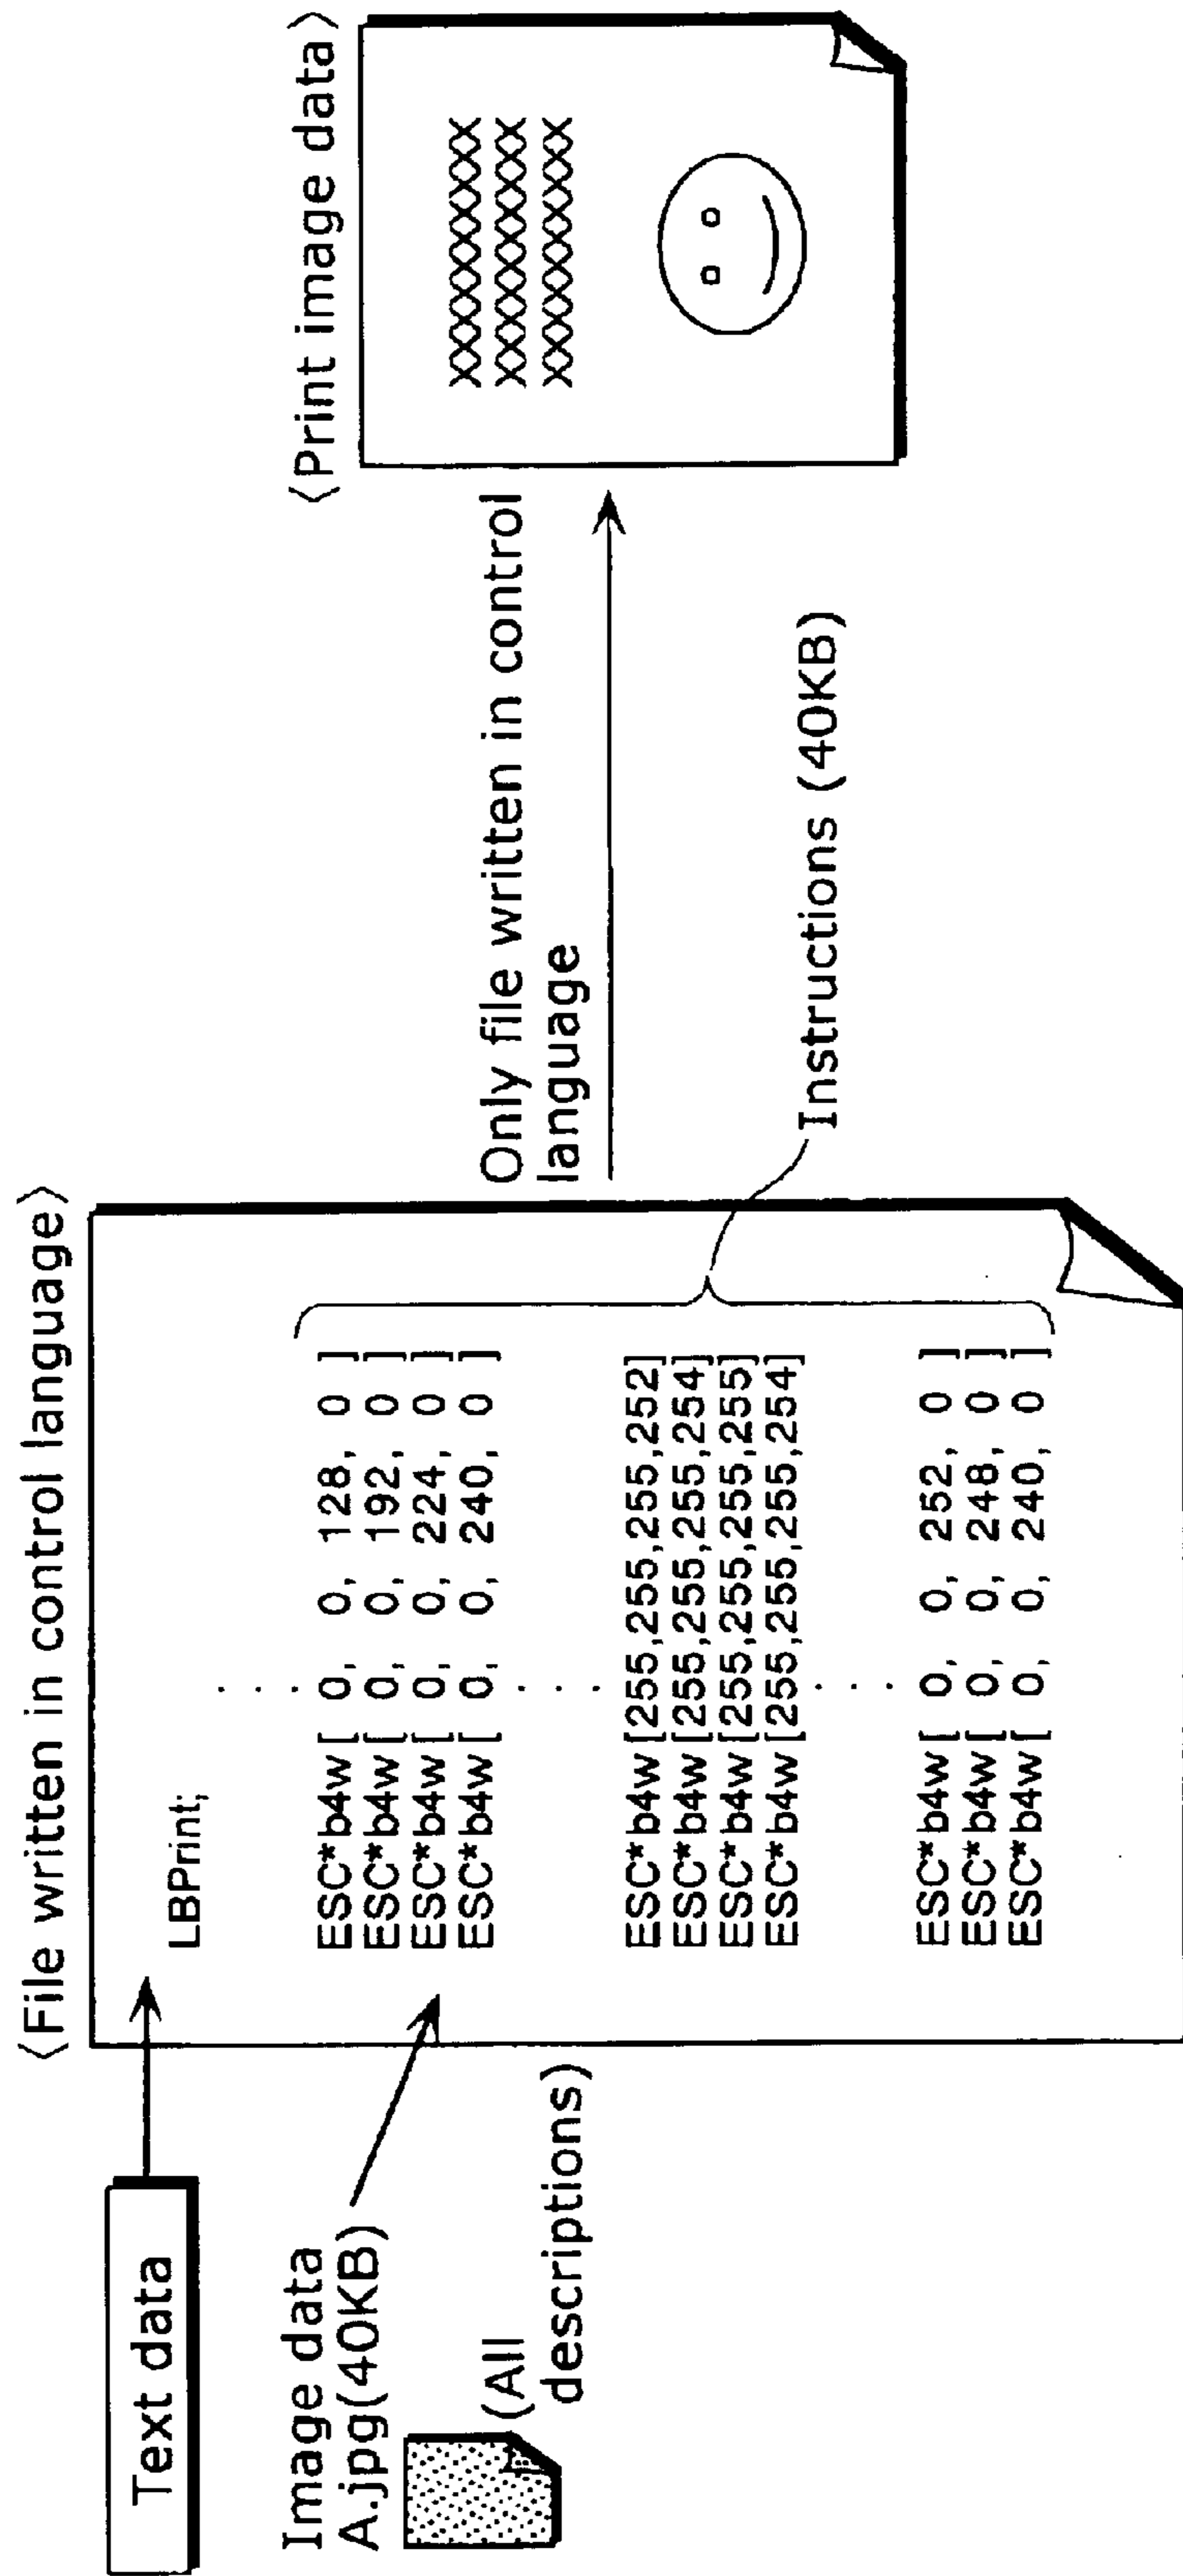 〈File written in control language〉
Text data
LBPrint;
Image data
A.jpg(40KB)
(All
descriptions)
ESC*b4w[ 0, 0, 128, 0 ]
ESC*b4w[ 0, 0, 192, 0 ]
ESC*b4w[ 0, 0, 224, 0 ]
ESC*b4w[ 0, 0, 240, 0 ]
ESC*b4w[255,255,255,252]
ESC*b4w[255,255,255,254]
ESC*b4w[255,255,255,255]
ESC*b4w[255,255,255,254]
ESC*b4w[ 0, 0, 252, 0 ]
ESC*b4w[ 0, 0, 248, 0 ]
ESC*b4w[ 0, 0, 240, 0 ]
Only file written in control
language
Instructions (40KB)
〈Print image data〉
XXXXXXXXXX
XXXXXXXXXX
XXXXXXXXXX